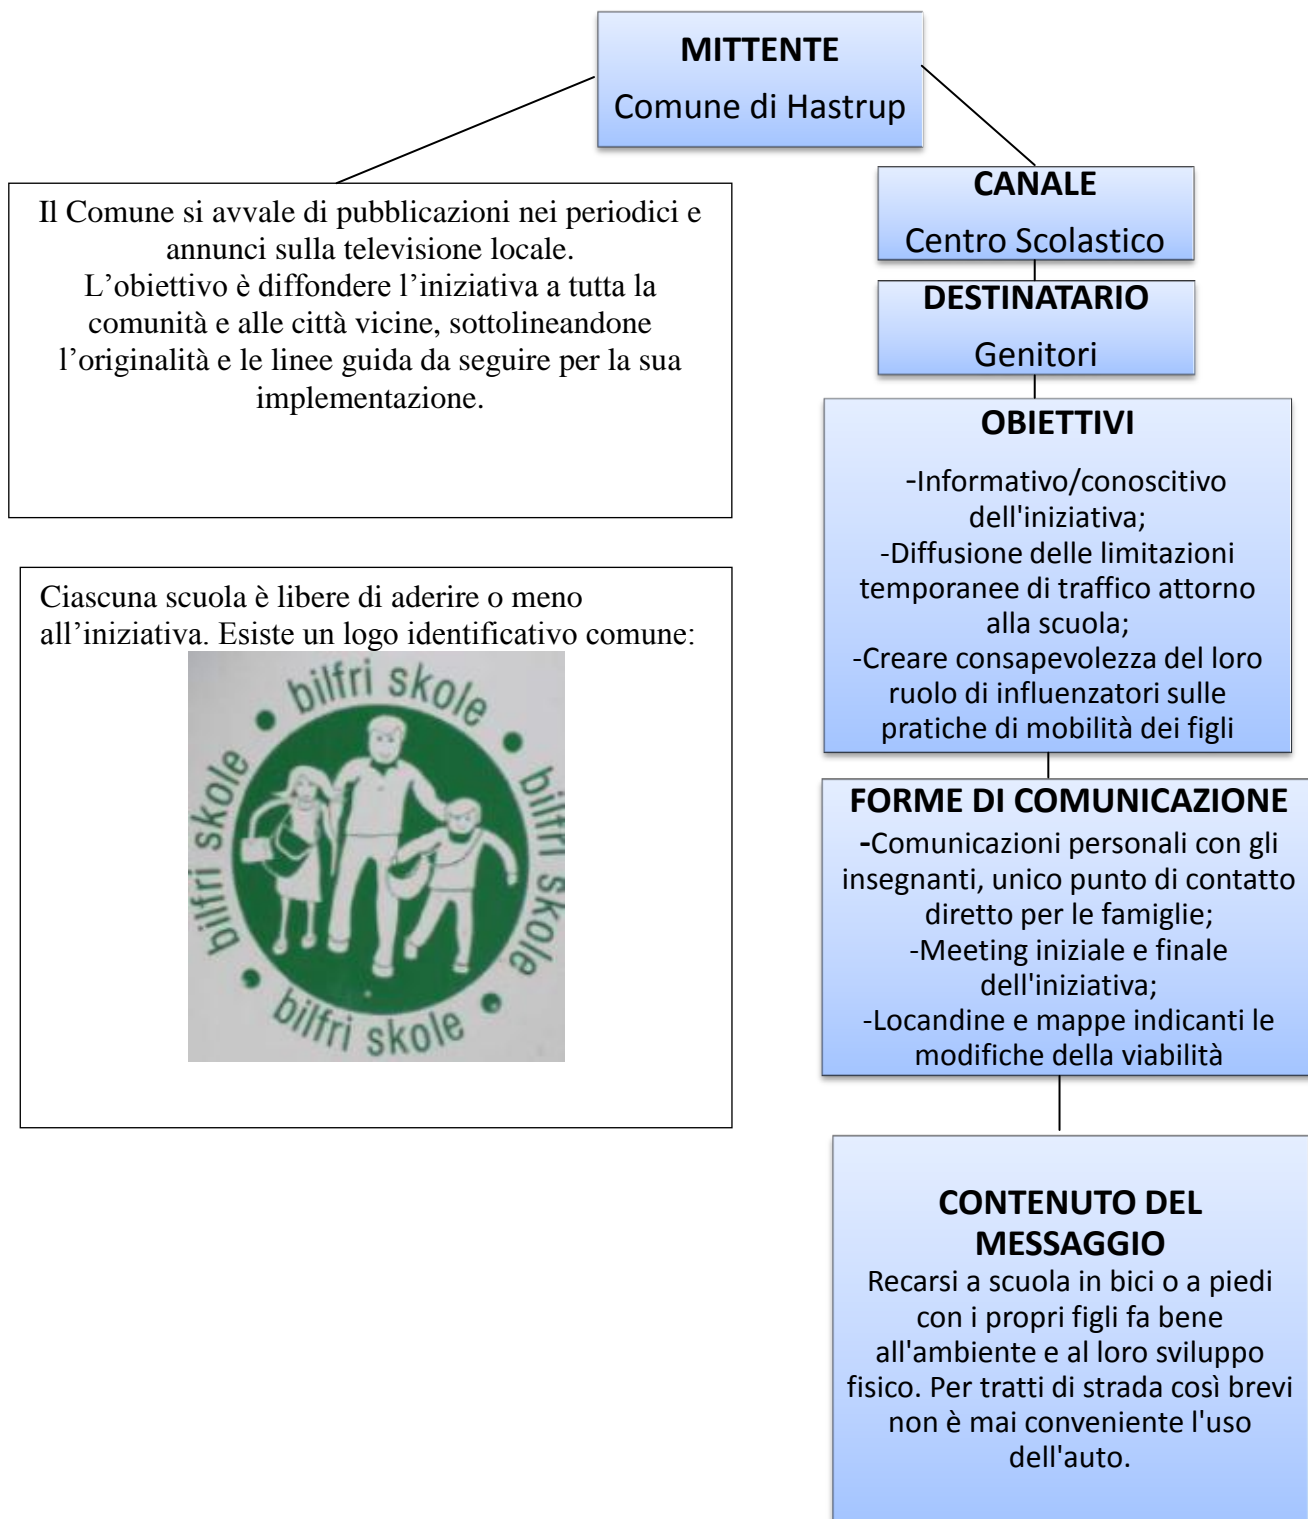 MITTENTE
Comune di Hastrup
Il Comune si avvale di pubblicazioni nei periodici e
annunci sulla televisione locale.
L’obiettivo è diffondere l’iniziativa a tutta la
comunità e alle città vicine, sottolineandone
l’originalità e le linee guida da seguire per la sua
implementazione.
Ciascuna scuola è libere di aderire o meno
all’iniziativa. Esiste un logo identificativo comune:
bilfri skole
bilfri skole
bilfri skole
bilfri skole
CANALE
Centro Scolastico
DESTINATARIO
Genitori
OBIETTIVI
-Informativo/conoscitivo
dell'iniziativa;
-Diffusione delle limitazioni
temporanee di traffico attorno
alla scuola;
-Creare consapevolezza del loro
ruolo di influenzatori sulle
pratiche di mobilità dei figli
FORME DI COMUNICAZIONE
-Comunicazioni personali con gli
insegnanti, unico punto di contatto
diretto per le famiglie;
-Meeting iniziale e finale
dell'iniziativa;
-Locandine e mappe indicanti le
modifiche della viabilità
CONTENUTO DEL
MESSAGGIO
Recarsi a scuola in bici o a piedi
con i propri figli fa bene
all'ambiente e al loro sviluppo
fisico. Per tratti di strada così brevi
non è mai conveniente l'uso
dell'auto.